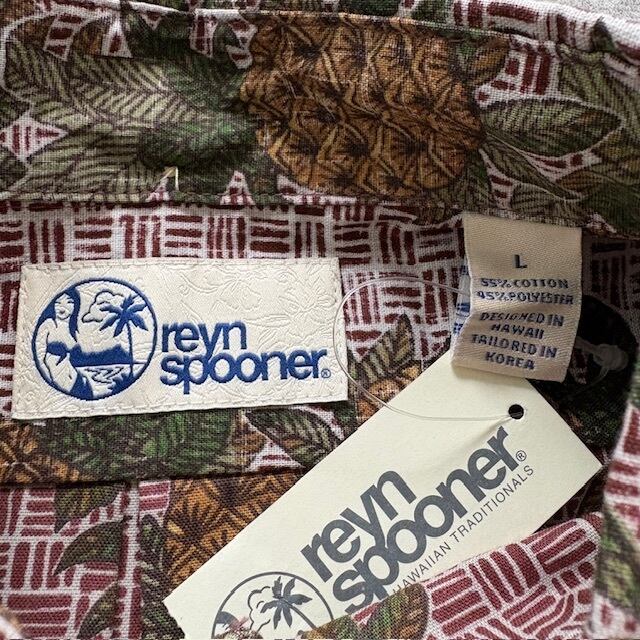 reyn
spooner®
L
55% COTTON
45% POLYESTER
DESIGNED IN
HAWAII
TAILORED IN
KOREA
reyn
spooner®
HAWAIIAN TRADITIONALS